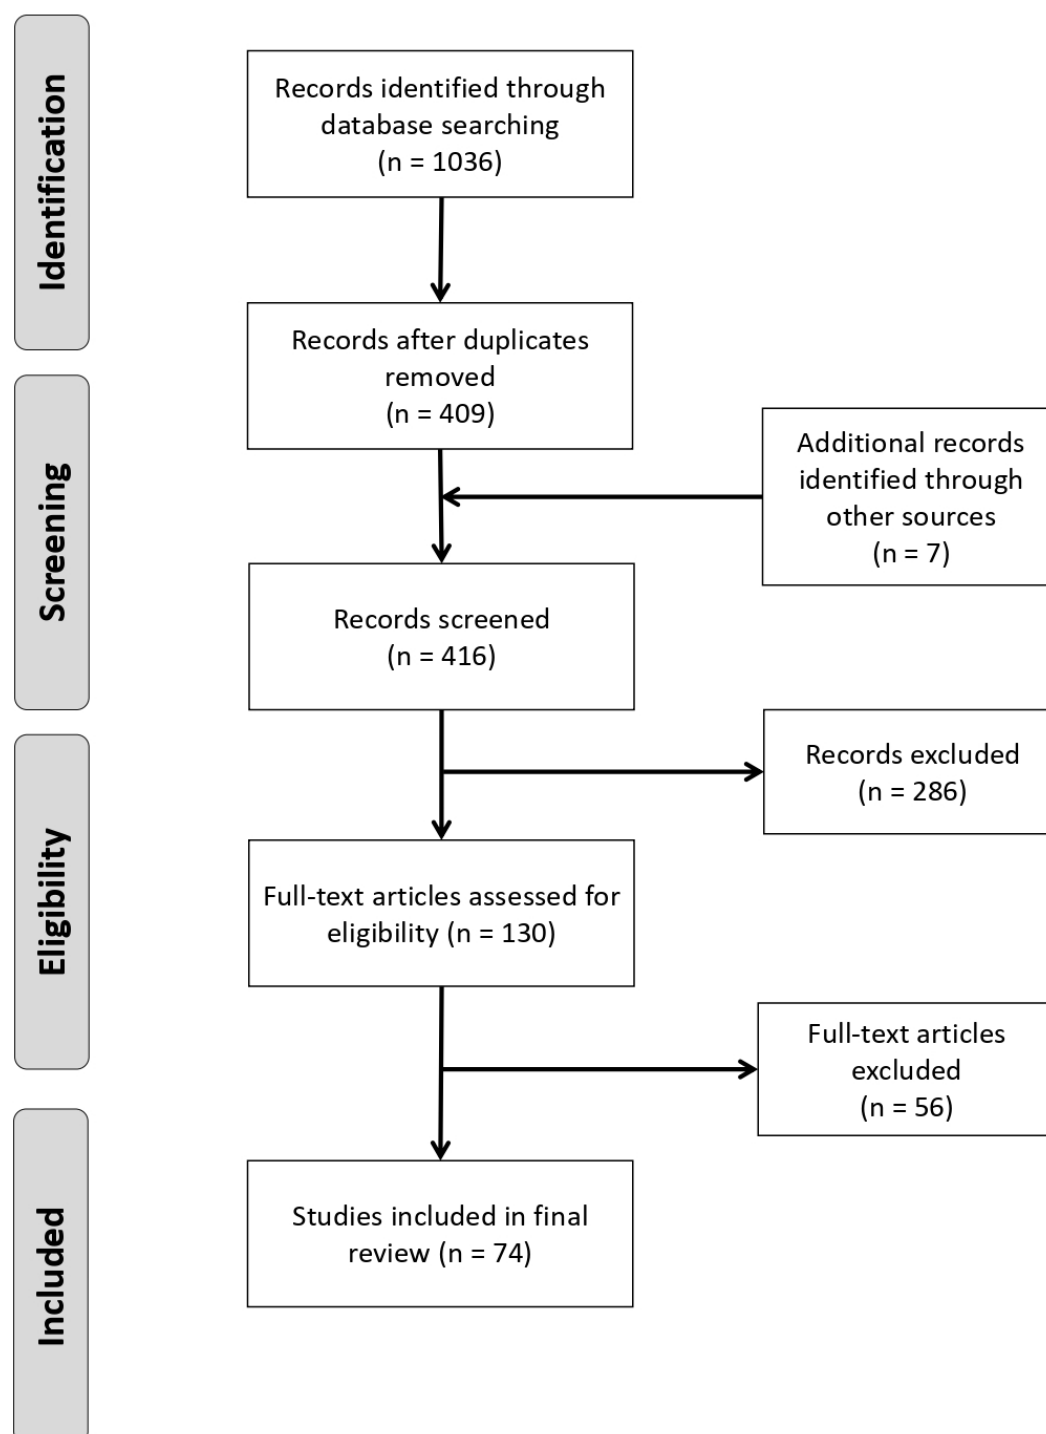 Identification
Records identified through
database searching
(n = 1036)
Records after duplicates
removed
(n = 409)
Screening
Additional records
identified through
other sources
(n = 7)
Records screened
(n = 416)
Records excluded
(n = 286)
Eligibility
Full-text articles assessed for
eligibility (n = 130)
Full-text articles
excluded
(n = 56)
Included
Studies included in final
review (n = 74)